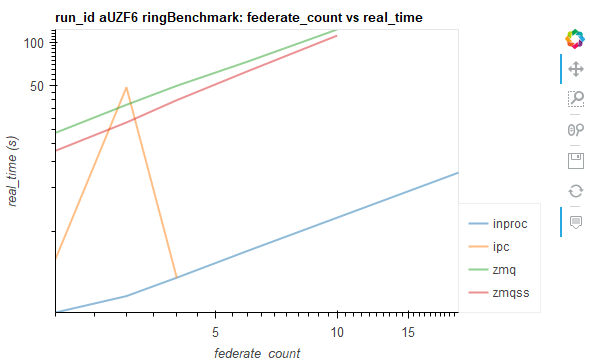 run_id aUZF6 ringBenchmark: federate_count vs real_time
100
50
real_time (s)
5
10
15
federate_count
inproc
ipc
zmq
zmqss